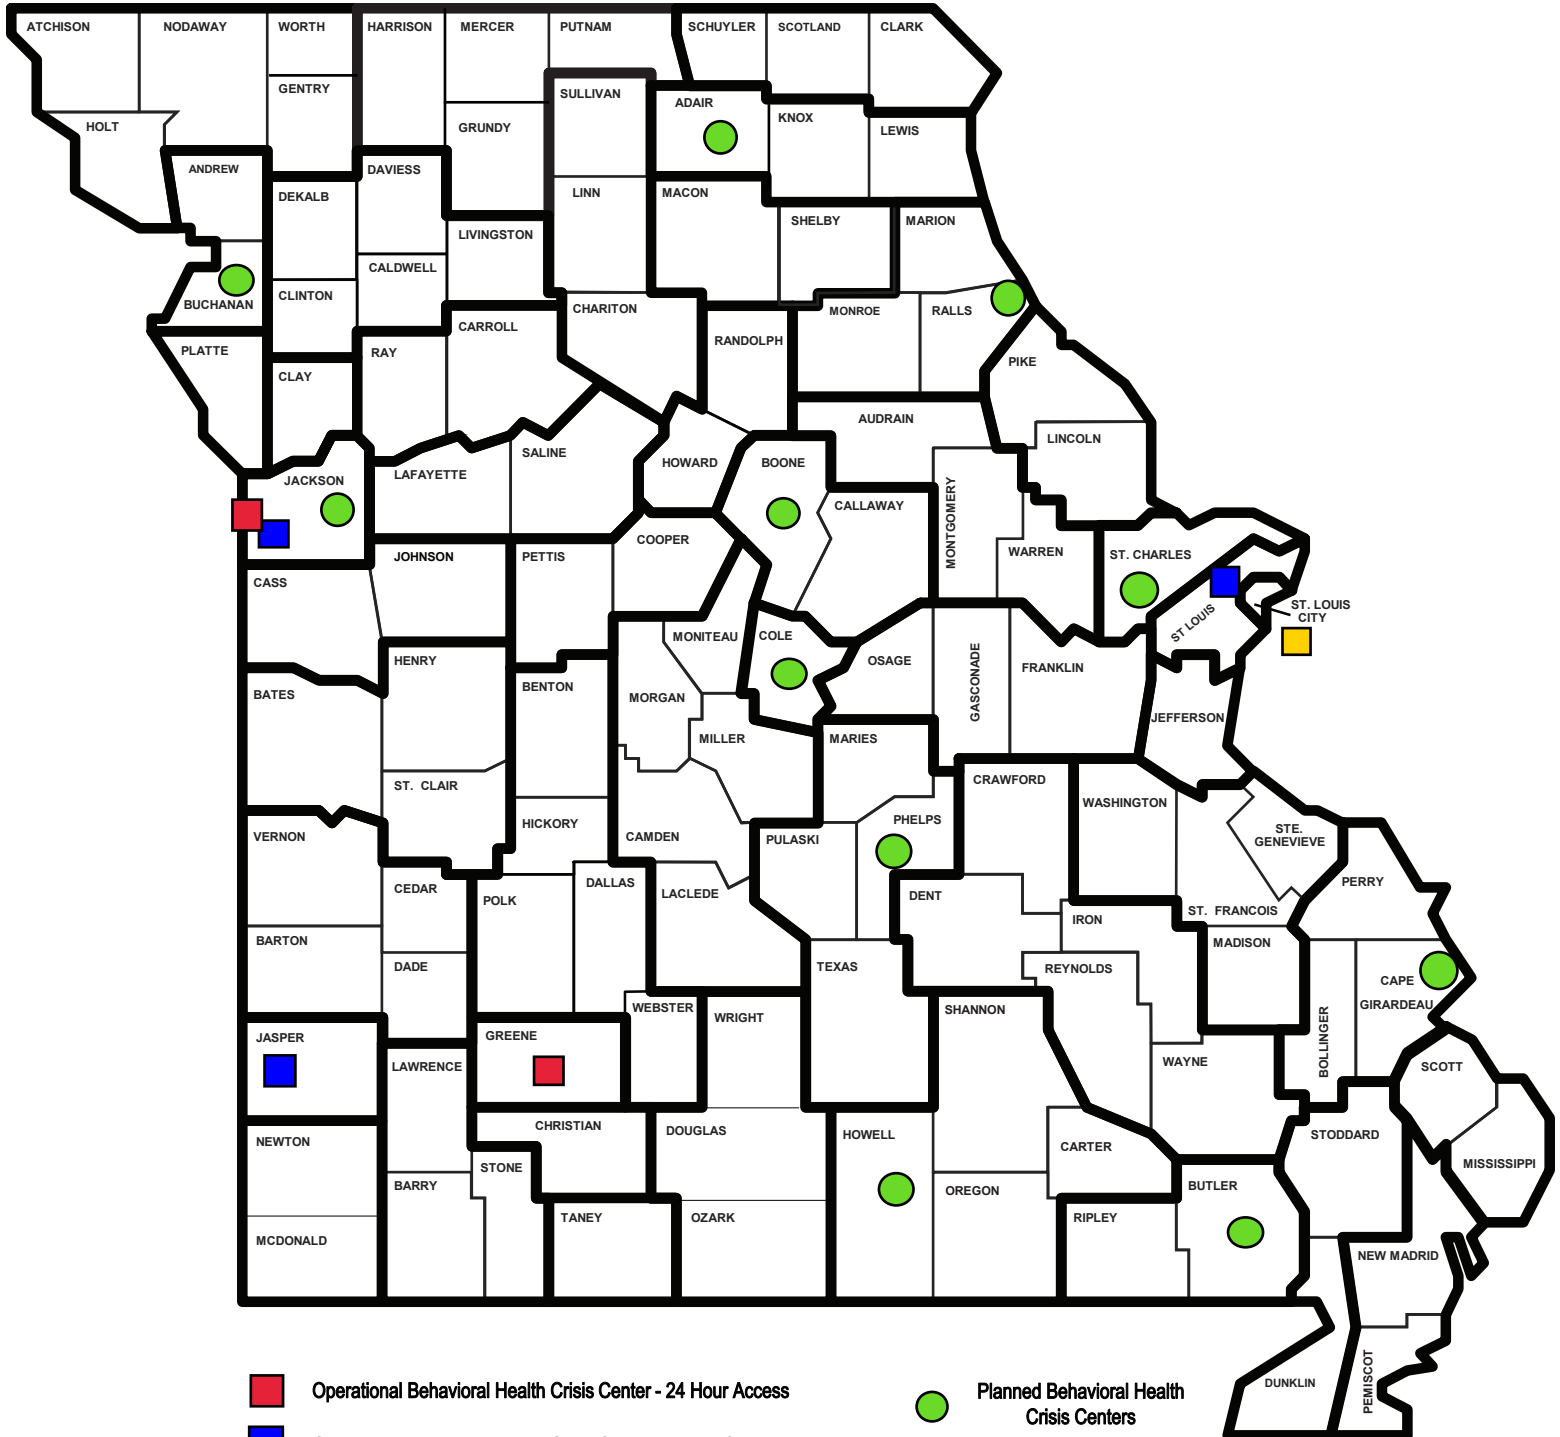 ATCHISON
NODAWAY
WORTH
HARRISON
MERCER
PUTNAM
SCHUYLER
SCOTLAND
CLARK
GENTRY
SULLIVAN
ADAIR
KNOX
LEWIS
HOLT
GRUNDY
ANDREW
DAVIESS
DEKALB
LINN
MACON
SHELBY
MARION
LIVINGSTON
CALDWELL
CLINTON
BUCHANAN
CHARITON
MONROE
RALLS
CARROLL
RANDOLPH
PLATTE
RAY
PIKE
CLAY
AUDRAIN
LINCOLN
SALINE
HOWARD
BOONE
LAFAYETTE
JACKSON
CALLAWAY
MONTGOMERY
COOPER
WARREN
ST. CHARLES
JOHNSON
PETTIS
CASS
ST. LOUIS
CITY
ST LOUIS
MONITEAU
COLE
OSAGE
GASCONADE
FRANKLIN
HENRY
BENTON
BATES
MORGAN
JEFFERSON
MILLER
MARIES
CRAWFORD
ST. CLAIR
WASHINGTON
HICKORY
PHELPS
STE.
GENEVIEVE
VERNON
CAMDEN
PULASKI
PERRY
CEDAR
DALLAS
LACLEDE
DENT
POLK
IRON
ST. FRANCOIS
BARTON
MADISON
DADE
TEXAS
REYNOLDS
CAPE
GIRARDEAU
WEBSTER
WRIGHT
SHANNON
JASPER
GREENE
BOLLINGER
WAYNE
LAWRENCE
SCOTT
CHRISTIAN
DOUGLAS
HOWELL
STODDARD
NEWTON
CARTER
STONE
MISSISSIPPI
BARRY
OREGON
BUTLER
TANEY
OZARK
RIPLEY
MCDONALD
NEW MADRID
DUNKLIN
PEMISCOT
Operational Behavioral Health Crisis Center - 24 Hour Access
Planned Behavioral Health
Crisis Centers